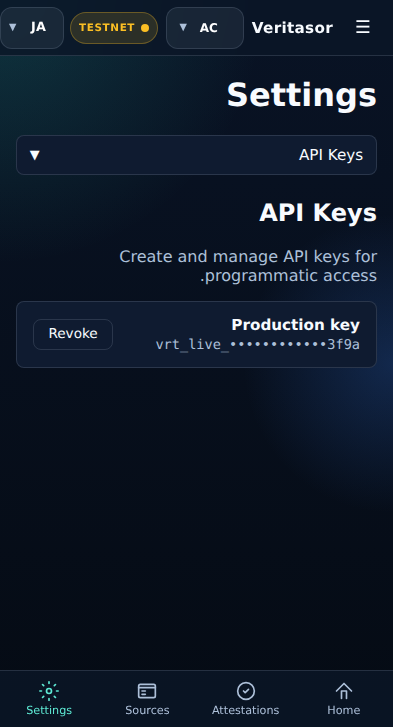 ☰ Veritasor AC ▼ TESTNET JA ▼
Settings
API Keys ▼
API Keys
Create and manage API keys for
programmatic access.
Production key
vrt_live_••••••••••••3f9a
Revoke
Home
Attestations
Sources
Settings